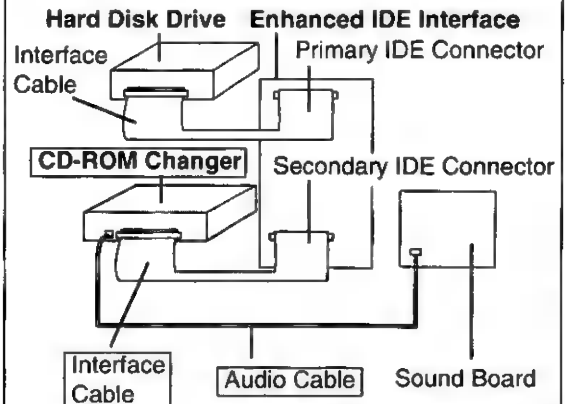 Hard Disk Drive
Enhanced IDE Interface
Interface
Cable
Primary IDE Connector
CD-ROM Changer
Secondary IDE Connector
Interface
Cable
Audio Cable
Sound Board